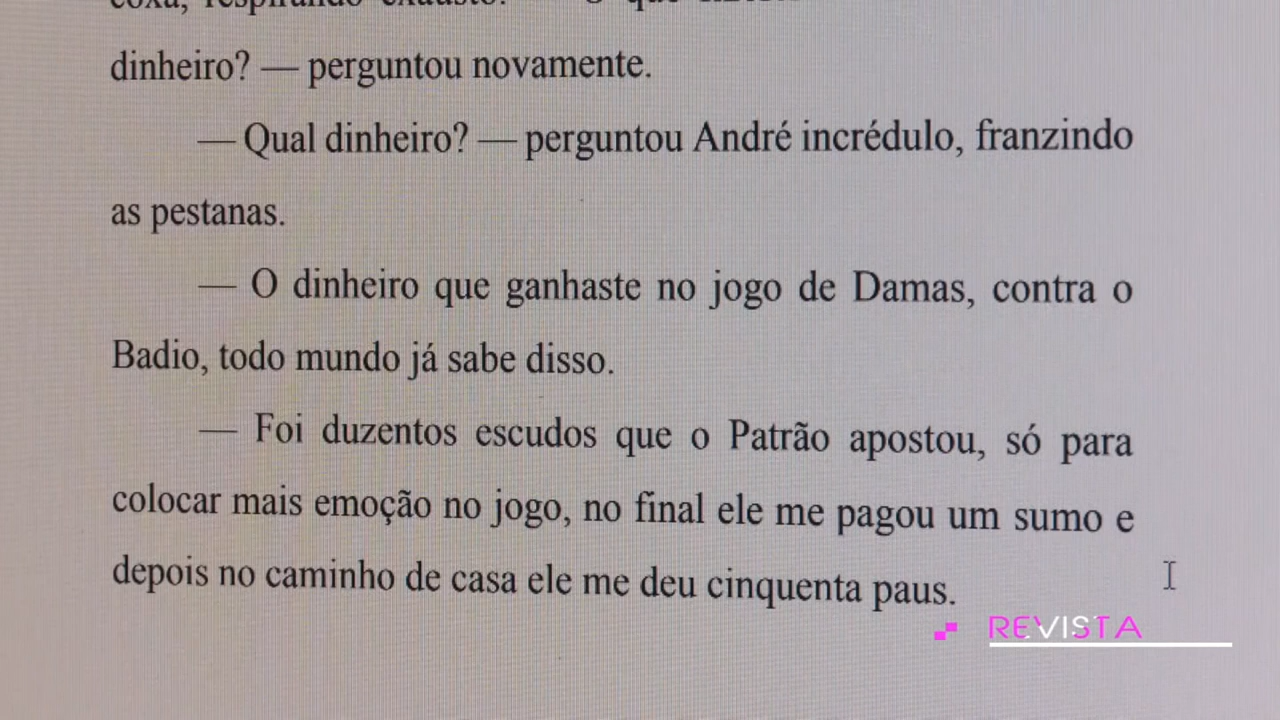 dinheiro? — perguntou novamente.
— Qual dinheiro? — perguntou André incrédulo, franzindo
as pestanas.
— O dinheiro que ganhaste no jogo de Damas, contra o
Badio, todo mundo já sabe disso.
— Foi duzentos escudos que o Patrão apostou, só para
colocar mais emoção no jogo, no final ele me pagou um sumo e
depois no caminho de casa ele me deu cinquenta paus.
REVISTA